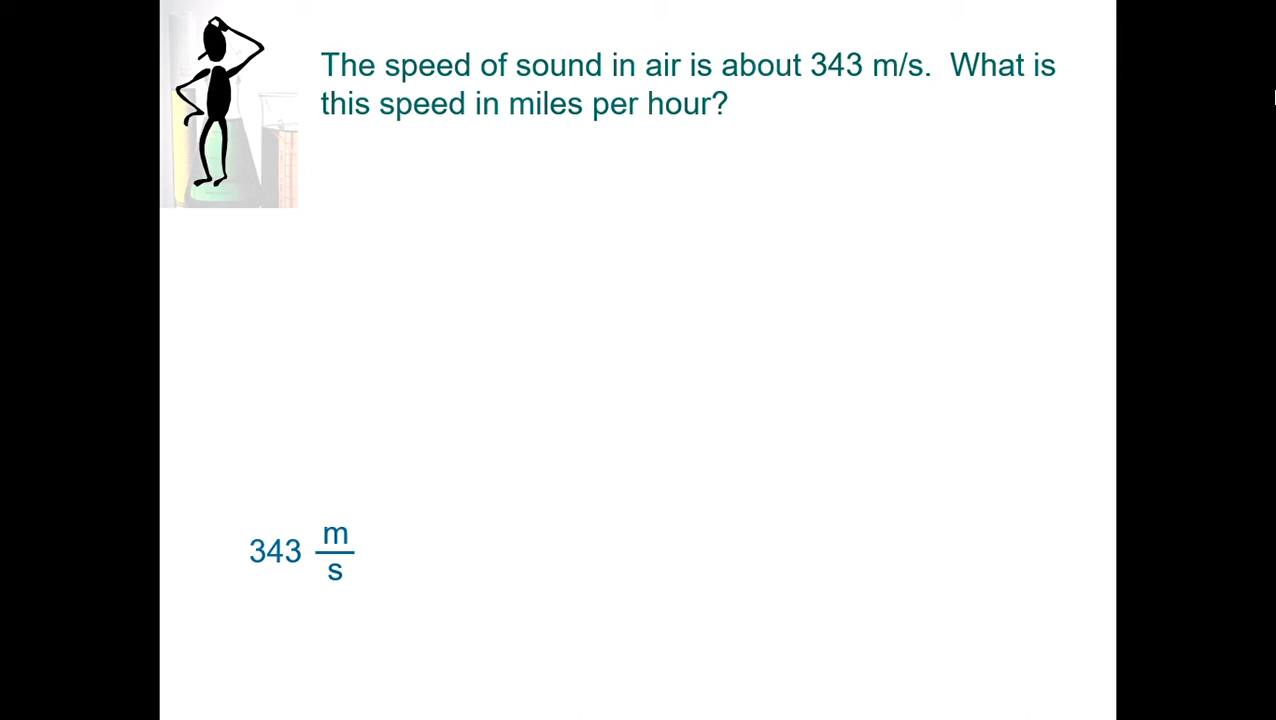 The speed of sound in air is about 343 m/s.  What is
this speed in miles per hour?
343 m
s